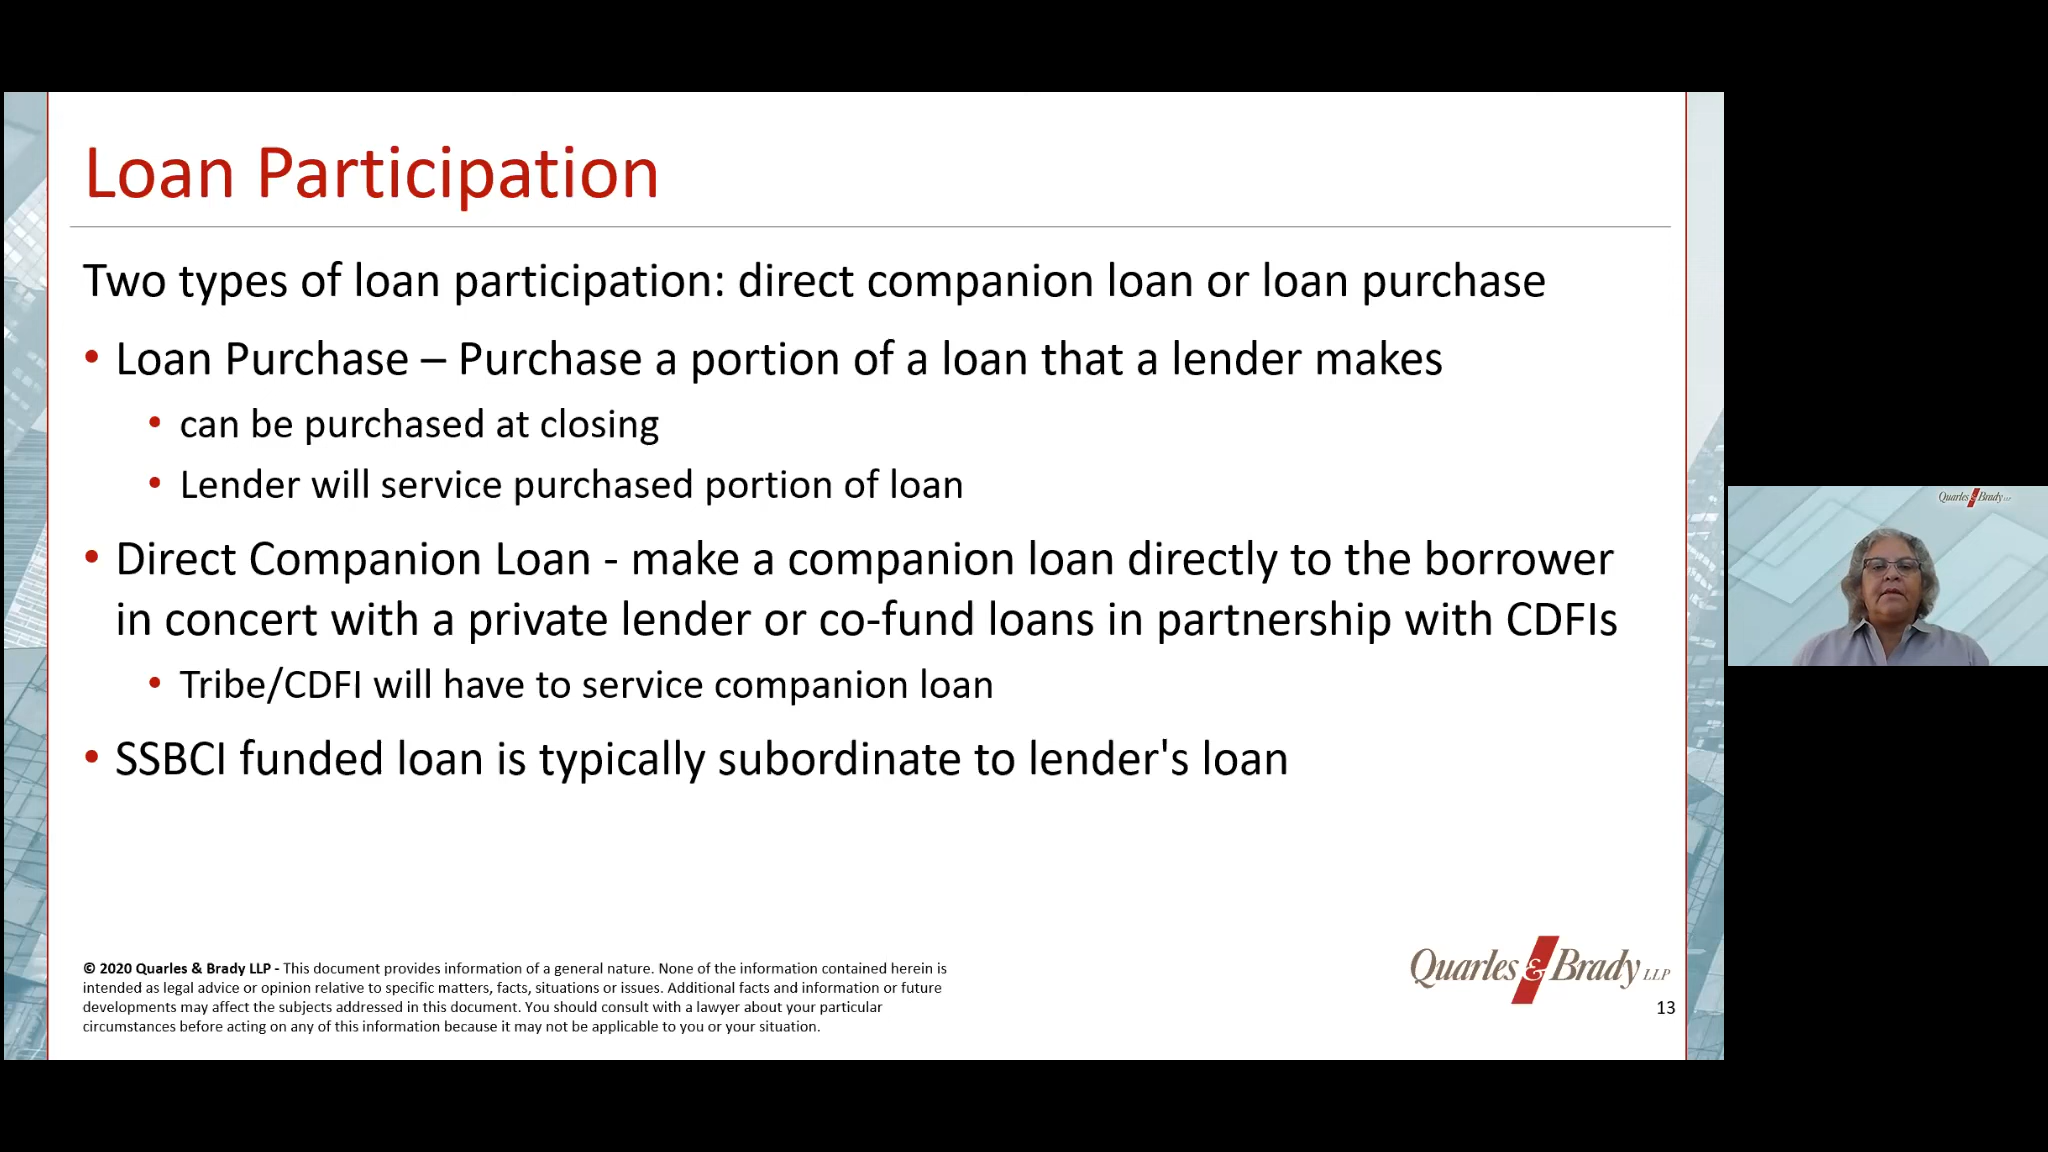 Loan Participation
Two types of loan participation: direct companion loan or loan purchase
• Loan Purchase – Purchase a portion of a loan that a lender makes
• can be purchased at closing
• Lender will service purchased portion of loan
• Direct Companion Loan - make a companion loan directly to the borrower
in concert with a private lender or co-fund loans in partnership with CDFIs
• Tribe/CDFI will have to service companion loan
• SSBCI funded loan is typically subordinate to lender's loan
© 2020 Quarles & Brady LLP - This document provides information of a general nature. None of the information contained herein is
intended as legal advice or opinion relative to specific matters, facts, situations or issues. Additional facts and information or future
developments may affect the subjects addressed in this document. You should consult with a lawyer about your particular
circumstances before acting on any of this information because it may not be applicable to you or your situation.
Quarles & Brady LLP
13
Quarles & Brady LLP